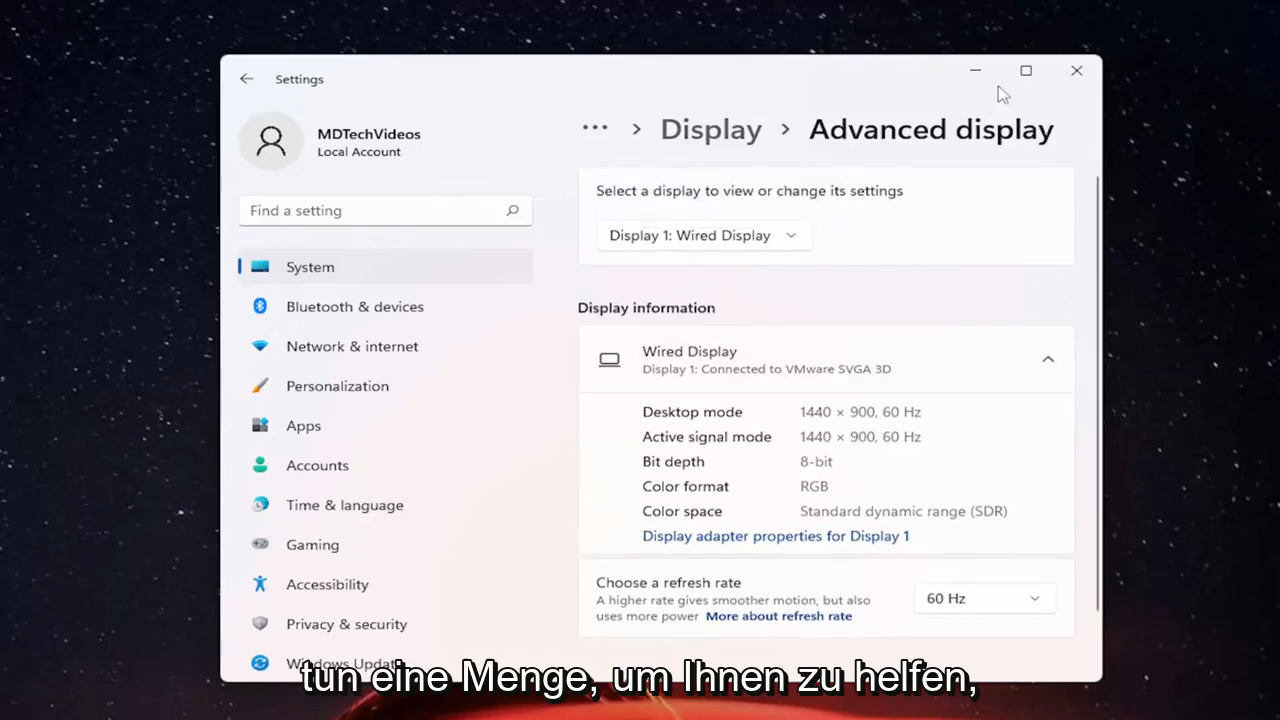 Settings
MDTechVideos
Local Account
Find a setting
System
Bluetooth & devices
Network & internet
Personalization
Apps
Accounts
Time & language
Gaming
Accessibility
Privacy & security
Windows Update
... > Display > Advanced display
Select a display to view or change its settings
Display 1: Wired Display
Display information
Wired Display
Display 1: Connected to VMware SVGA 3D
Desktop mode 1440 × 900, 60 Hz
Active signal mode 1440 × 900, 60 Hz
Bit depth 8-bit
Color format RGB
Color space Standard dynamic range (SDR)
Display adapter properties for Display 1
Choose a refresh rate
A higher rate gives smoother motion, but also
uses more power More about refresh rate
60 Hz
tun eine Menge, um Ihnen zu helfen,